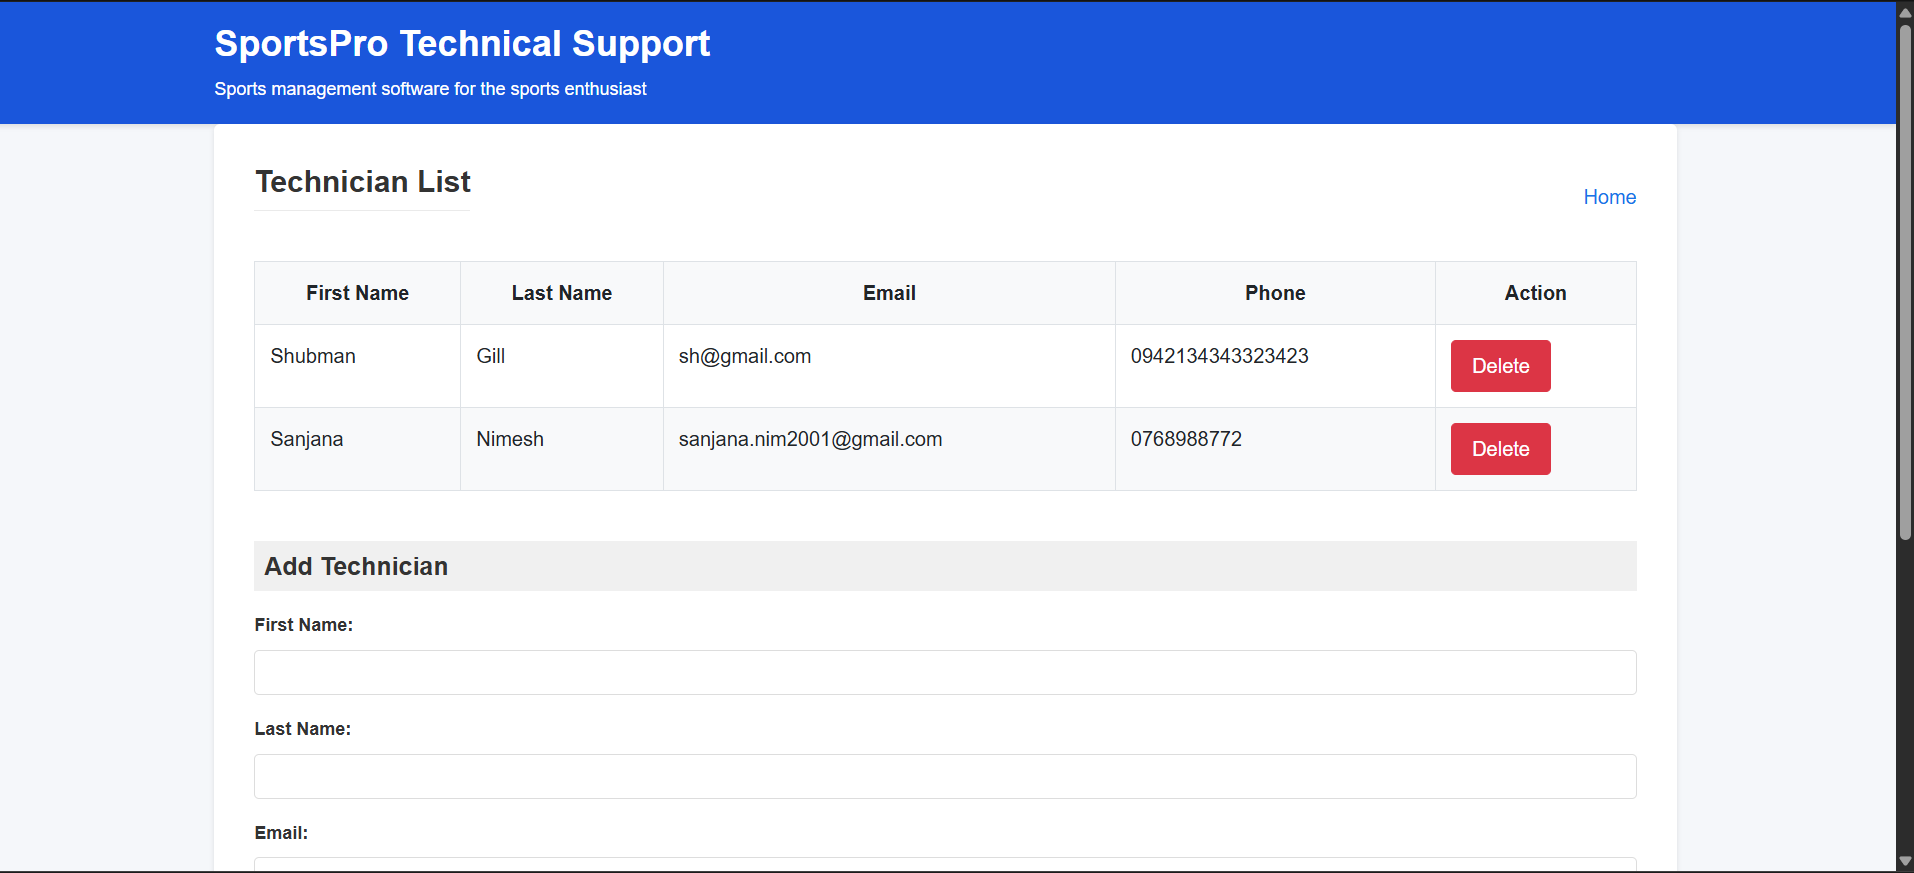 SportsPro Technical Support
Sports management software for the sports enthusiast
Technician List
Home
First Name Last Name Email Phone Action
Shubman Gill sh@gmail.com 0942134343323423 Delete
Sanjana Nimesh sanjana.nim2001@gmail.com 0768988772 Delete
Add Technician
First Name:
Last Name:
Email: